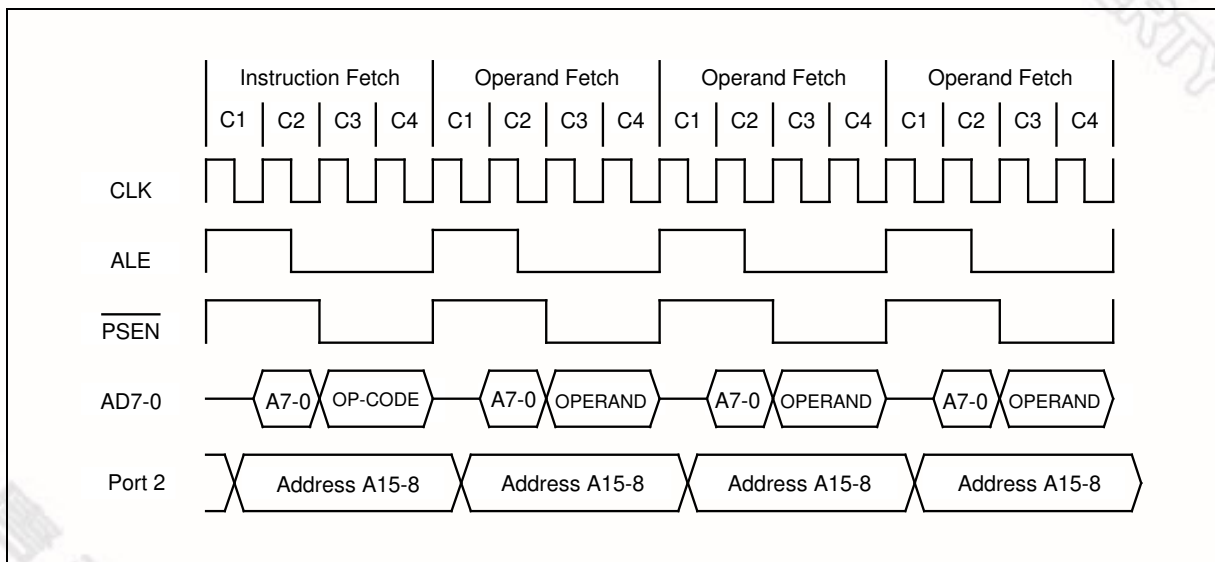 Instruction Fetch Operand Fetch Operand Fetch Operand Fetch
C1 C2 C3 C4 C1 C2 C3 C4 C1 C2 C3 C4 C1 C2 C3 C4
CLK
ALE
PSEN
AD7-0 A7-0 OP-CODE A7-0 OPERAND A7-0 OPERAND A7-0 OPERAND
Port 2 Address A15-8 Address A15-8 Address A15-8 Address A15-8